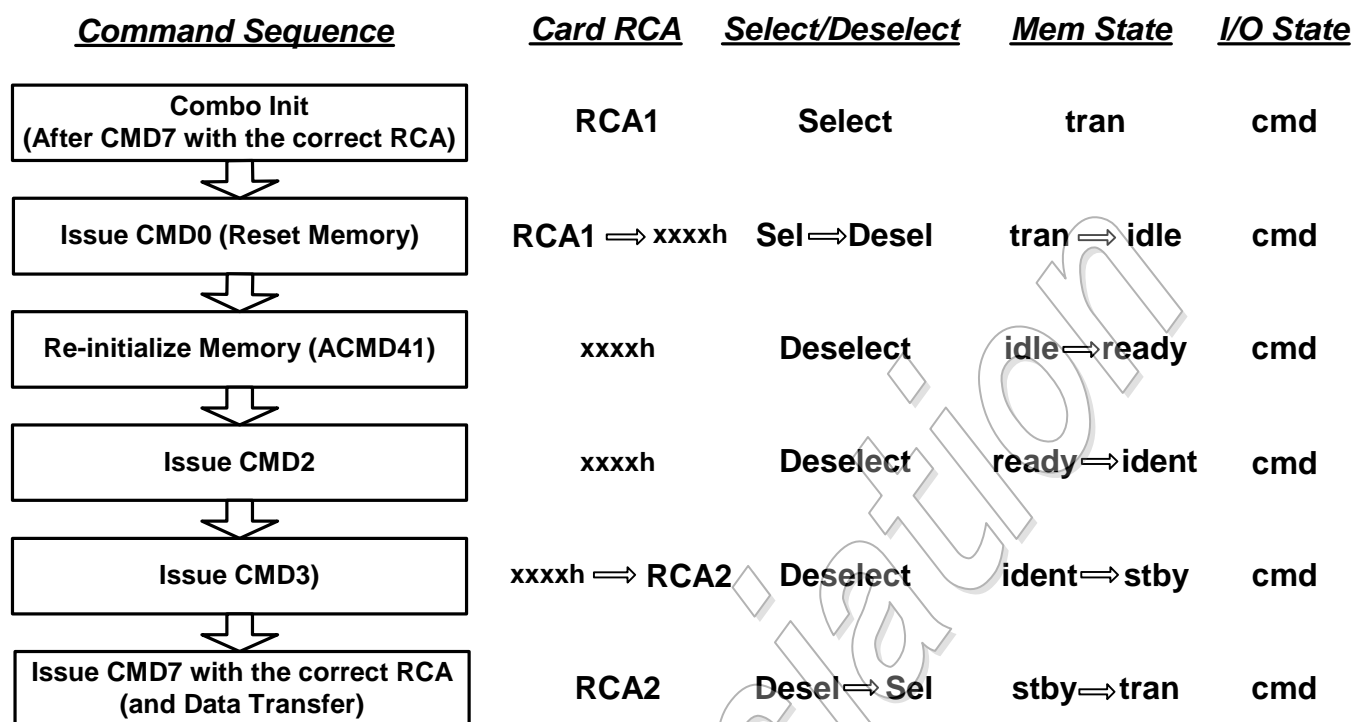 Command Sequence Card RCA Select/Deselect Mem State I/O State
Combo Init
(After CMD7 with the correct RCA) RCA1 Select tran cmd
Issue CMD0 (Reset Memory) RCA1 ⟹ xxxxh Sel⟹Desel tran ⟹ idle cmd
Re-initialize Memory (ACMD41) xxxxh Deselect idle⟹ready cmd
Issue CMD2 xxxxh Deselect ready⟹ident cmd
Issue CMD3) xxxxh ⟹ RCA2 Deselect ident⟹stby cmd
Issue CMD7 with the correct RCA
(and Data Transfer) RCA2 Desel⟹ Sel stby⟹tran cmd
ciation